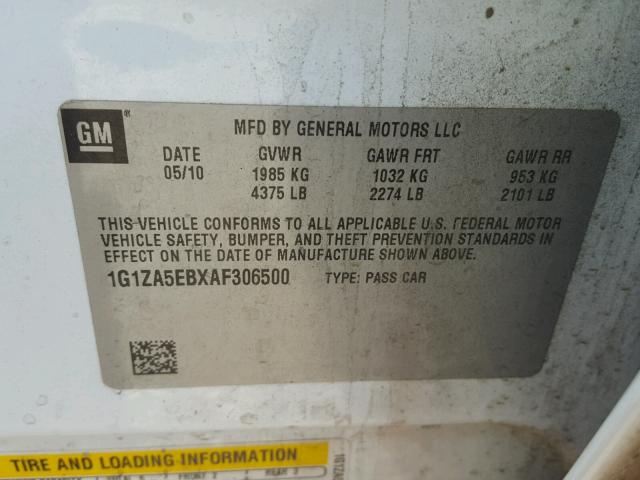 GM ®
MFD BY GENERAL MOTORS LLC
DATE GVWR GAWR FRT GAWR RR
05/10 1985 KG 1032 KG 953 KG
4375 LB 2274 LB 2101 LB
THIS VEHICLE CONFORMS TO ALL APPLICABLE U.S. FEDERAL MOTOR
VEHICLE SAFETY, BUMPER, AND THEFT PREVENTION STANDARDS IN
EFFECT ON THE DATE OF MANUFACTURE SHOWN ABOVE.
1G1ZA5EBXAF306500 TYPE: PASS CAR
TIRE AND LOADING INFORMATION